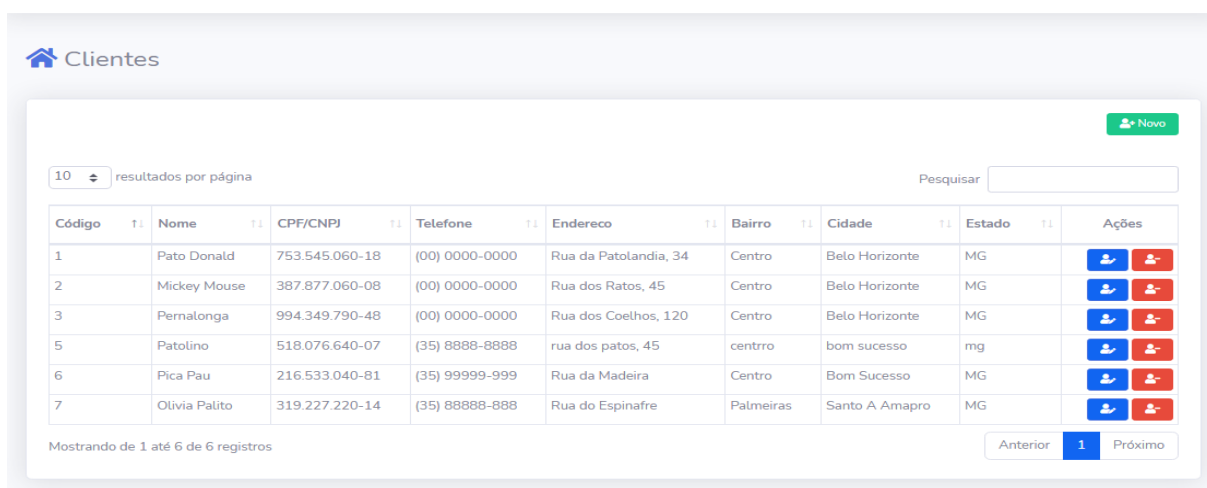 Clientes
Novo
10 resultados por página Pesquisar
Código Nome CPF/CNPJ Telefone Endereco Bairro Cidade Estado Ações
1 Pato Donald 753.545.060-18 (00) 0000-0000 Rua da Patolandia, 34 Centro Belo Horizonte MG
2 Mickey Mouse 387.877.060-08 (00) 0000-0000 Rua dos Ratos, 45 Centro Belo Horizonte MG
3 Pernalonga 994.349.790-48 (00) 0000-0000 Rua dos Coelhos, 120 Centro Belo Horizonte MG
5 Patolino 518.076.640-07 (35) 8888-8888 rua dos patos, 45 centrro bom sucesso mg
6 Pica Pau 216.533.040-81 (35) 99999-999 Rua da Madeira Centro Bom Sucesso MG
7 Olivia Palito 319.227.220-14 (35) 88888-888 Rua do Espinafre Palmeiras Santo A Amapro MG
Mostrando de 1 até 6 de 6 registros Anterior 1 Próximo